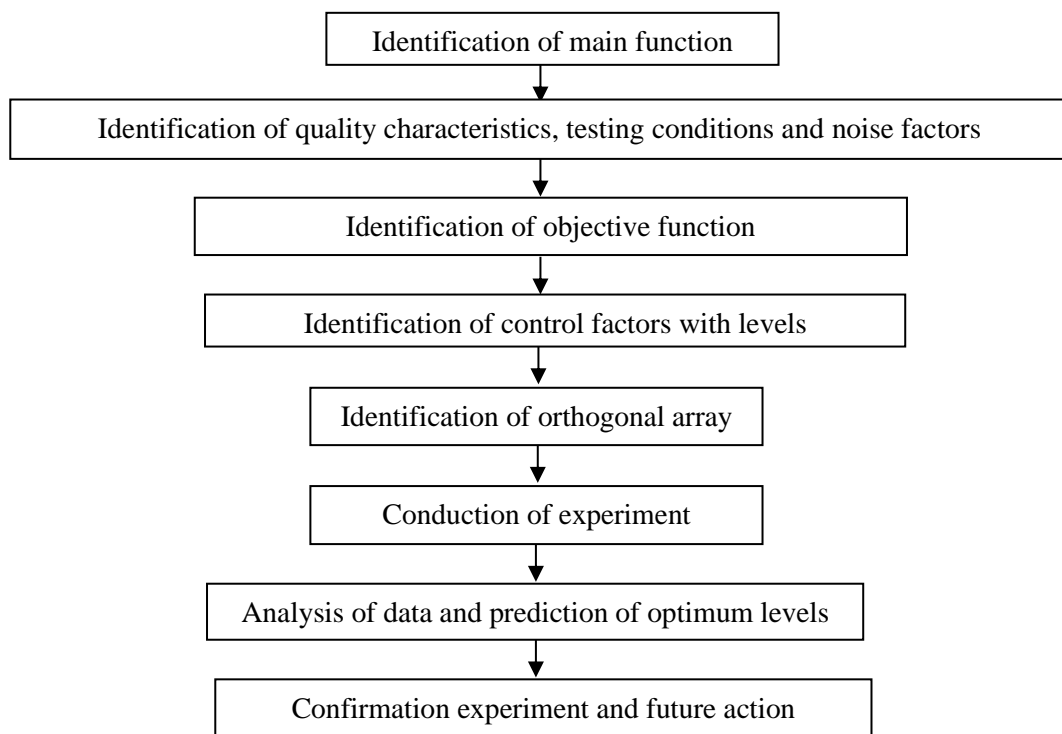 Identification of main function
Identification of quality characteristics, testing conditions and noise factors
Identification of objective function
Identification of control factors with levels
Identification of orthogonal array
Conduction of experiment
Analysis of data and prediction of optimum levels
Confirmation experiment and future action